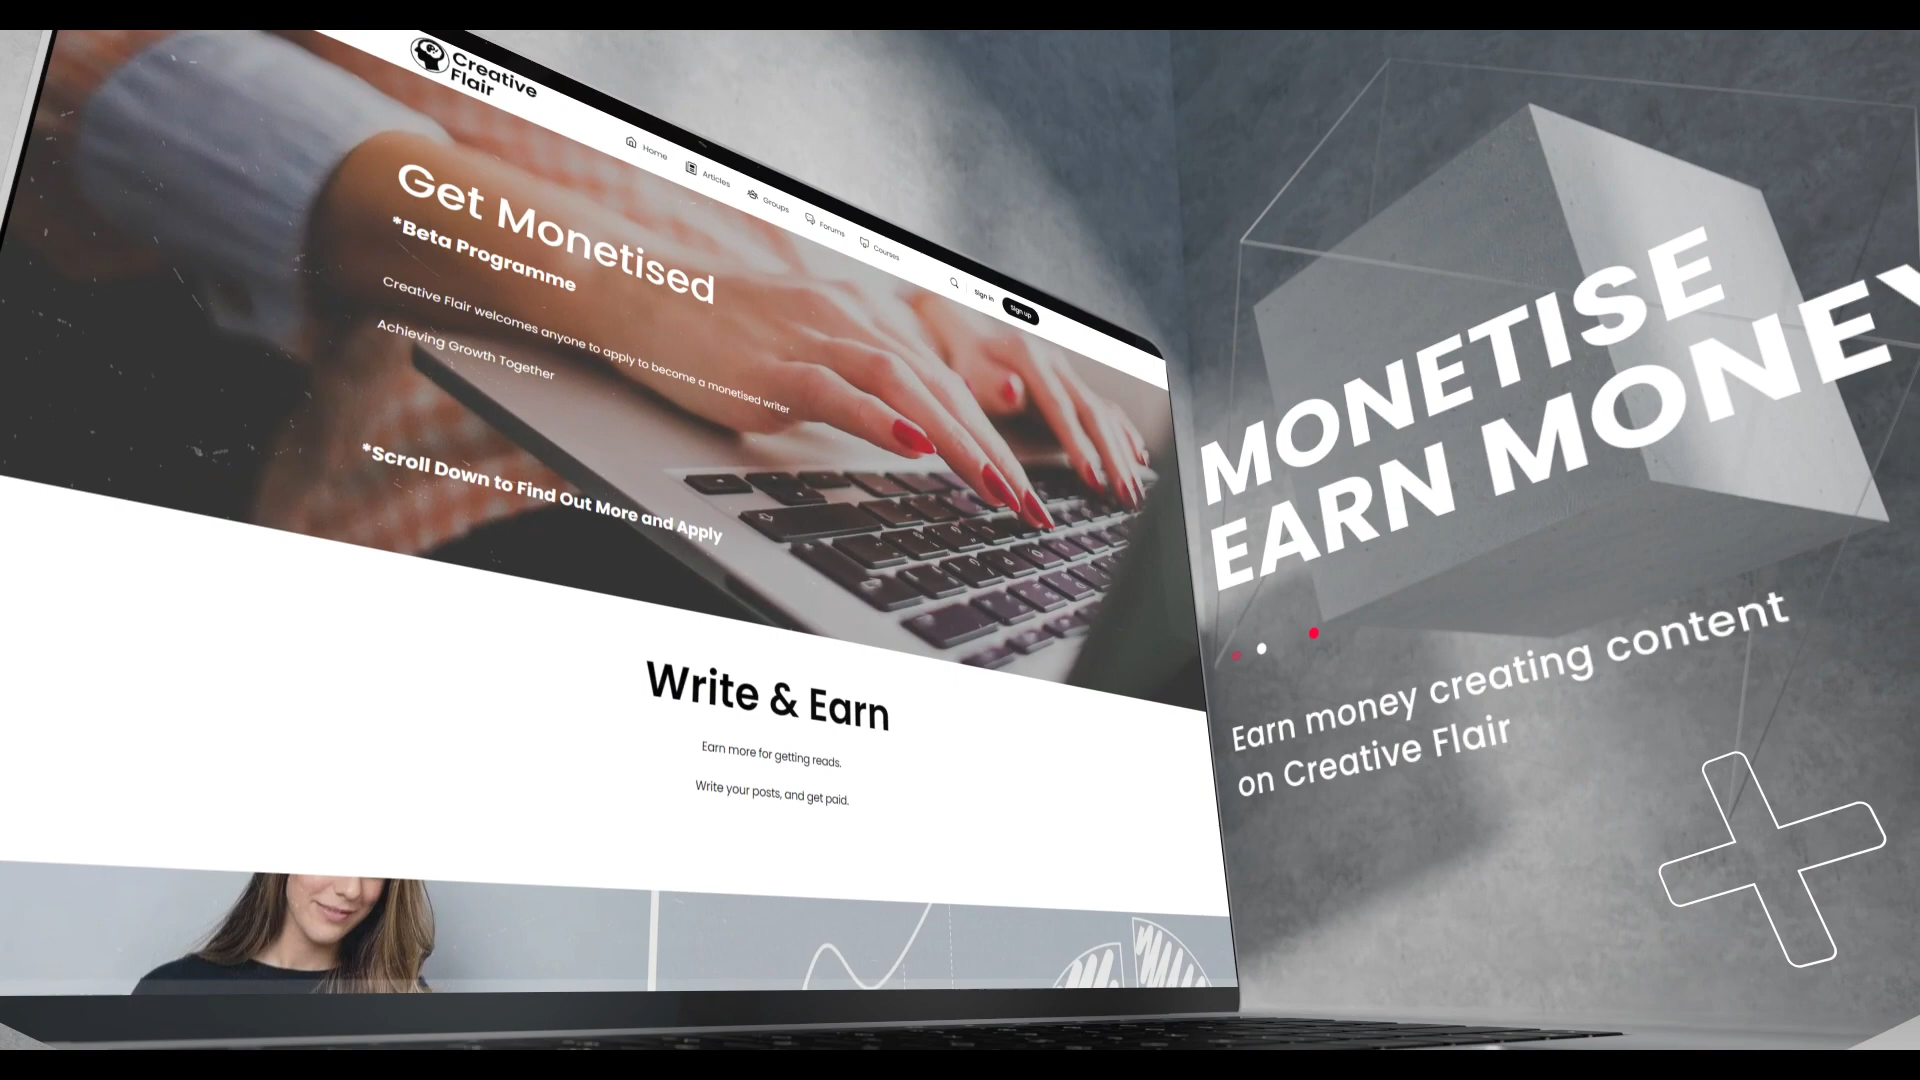 Creative
Flair
Home
Articles
Groups
Forums
Courses
Sign in
Sign up
Get Monetised
*Beta Programme
Creative Flair welcomes anyone to apply to become a monetised writer
Achieving Growth Together
*Scroll Down to Find Out More and Apply
Write & Earn
Earn more for getting reads.
Write your posts, and get paid.
MONETISE
EARN MONEY
Earn money creating content
on Creative Flair